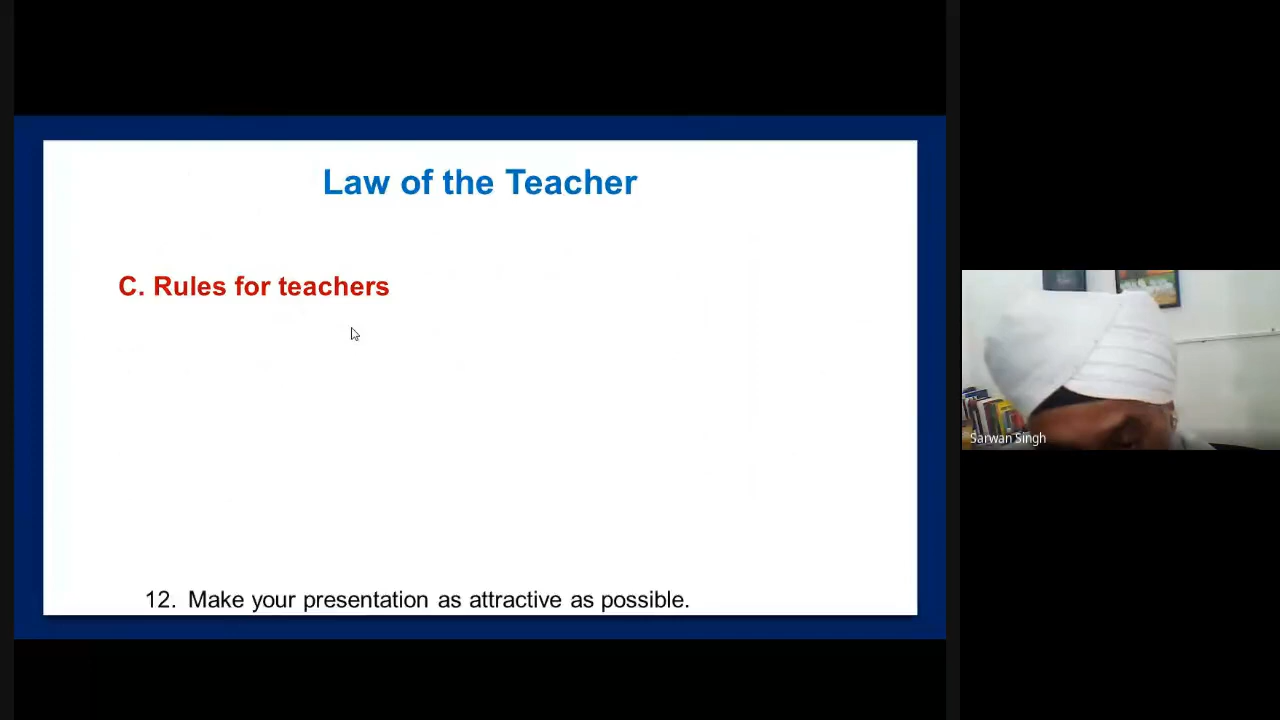 Law of the Teacher
C. Rules for teachers
12. Make your presentation as attractive as possible.
Sarwan Singh